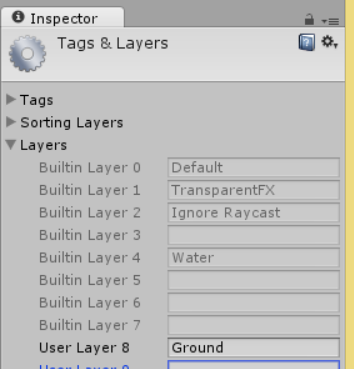 Inspector
Tags & Layers
Tags
Sorting Layers
Layers
Builtin Layer 0 Default
Builtin Layer 1 TransparentFX
Builtin Layer 2 Ignore Raycast
Builtin Layer 3
Builtin Layer 4 Water
Builtin Layer 5
Builtin Layer 6
Builtin Layer 7
User Layer 8 Ground
User Layer 9